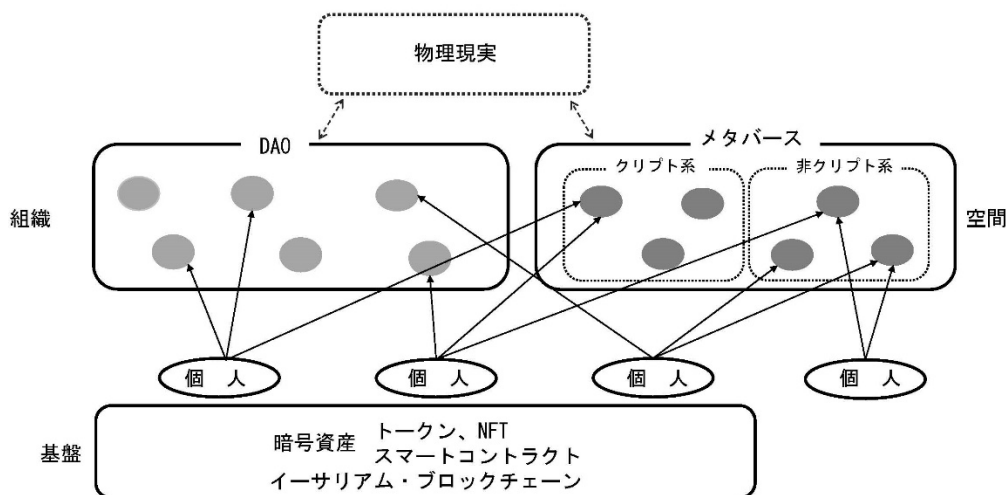 物理現実
DAO
メタバース
クリプト系
非クリプト系
組織
空間
個 人
個 人
個 人
個 人
基盤
暗号資産 トークン、NFT
スマートコントラクト
イーサリアム・ブロックチェーン